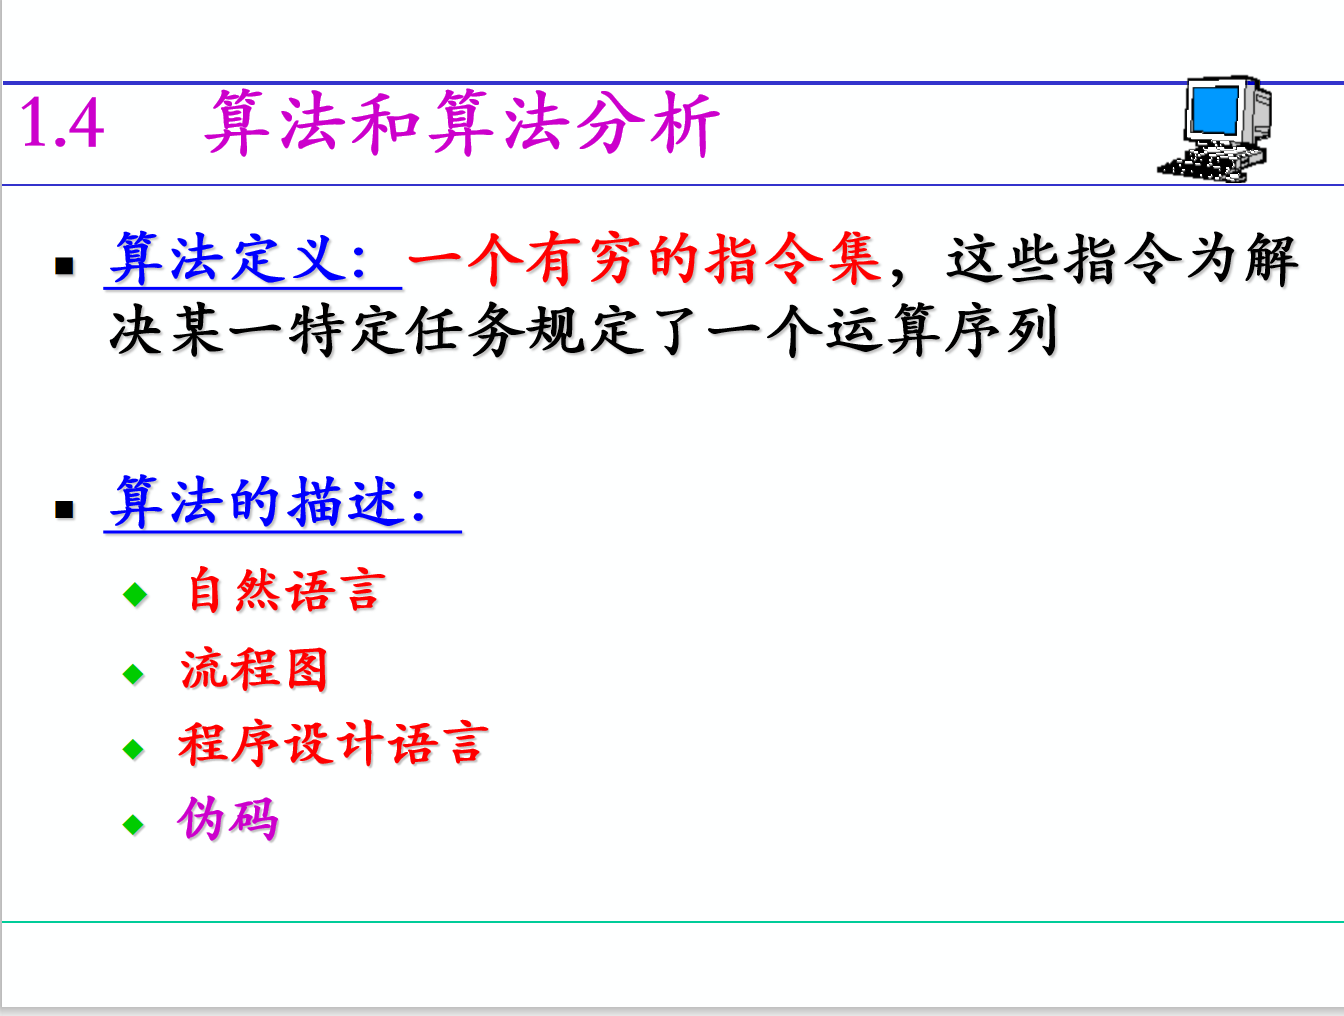 1.4 算法和算法分析
算法定义：一个有穷的指令集，这些指令为解
决某一特定任务规定了一个运算序列
算法的描述：
自然语言
流程图
程序设计语言
伪码